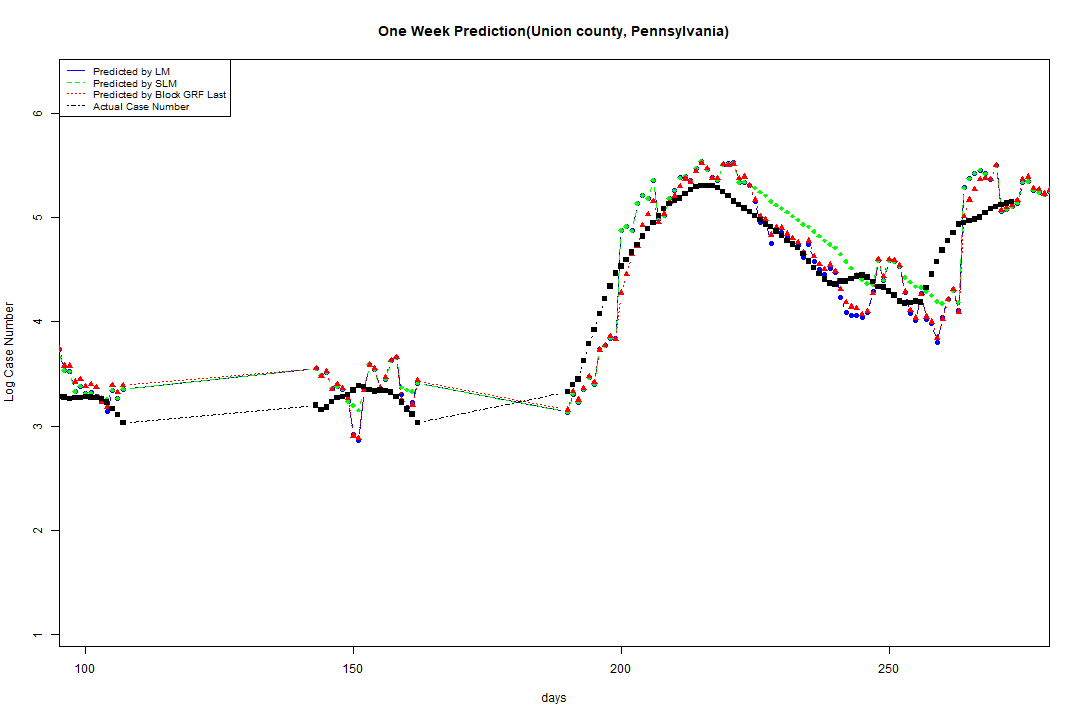 One Week Prediction(Union county, Pennsylvania)
Predicted by LM
Predicted by SLM
Predicted by Block GRF Last
Actual Case Number
Log Case Number
6
5
4
3
2
1
100 150 200 250
days